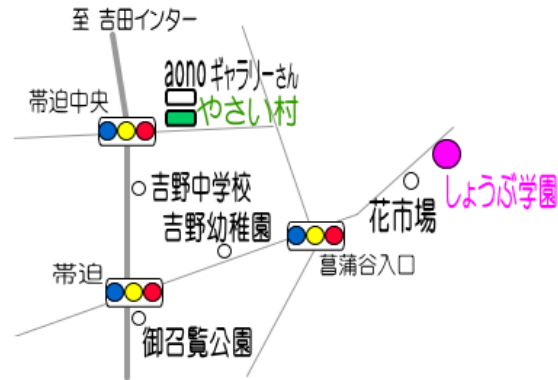 至 吉田インター
aonoギャラリーさん
帯迫中央
やさい村
吉野中学校
しょうぶ学園
花市場
吉野幼稚園
菖蒲谷入口
帯迫
御召覧公園